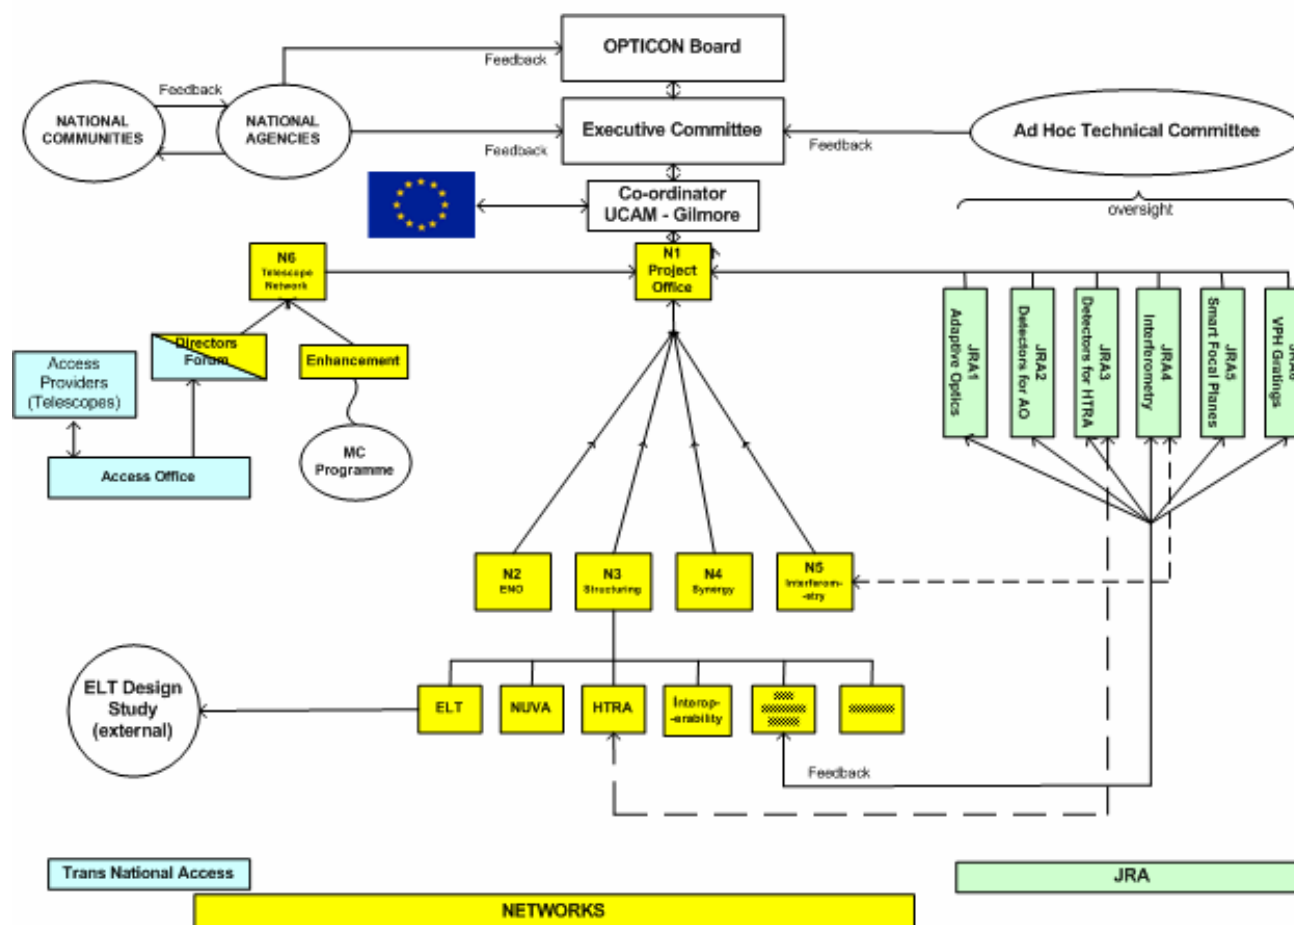 OPTICON Board
Feedback
Feedback
NATIONAL
COMMUNITIES
NATIONAL
AGENCIES
Executive Committee
Feedback
Feedback
Ad Hoc Technical Committee
Co-ordinator
UCAM - Gilmore
oversight
N6
Telescope
Network
N1
Project
Office
JRA1
Adaptive Optics
JRA2
Detectors for AO
JRA3
Detectors for HTRA
JRA4
Interferometry
JRA5
Smart Focal Planes
JRA6
VPH Gratings
Directors
Forum
Enhancement
Access
Providers
(Telescopes)
MC
Programme
Access Office
N2
ENO
N3
Structuring
N4
Synergy
N5
Interferom-
-etry
ELT Design
Study
(external)
ELT
NUVA
HTRA
Interop-
-erability
Feedback
Trans National Access
JRA
NETWORKS